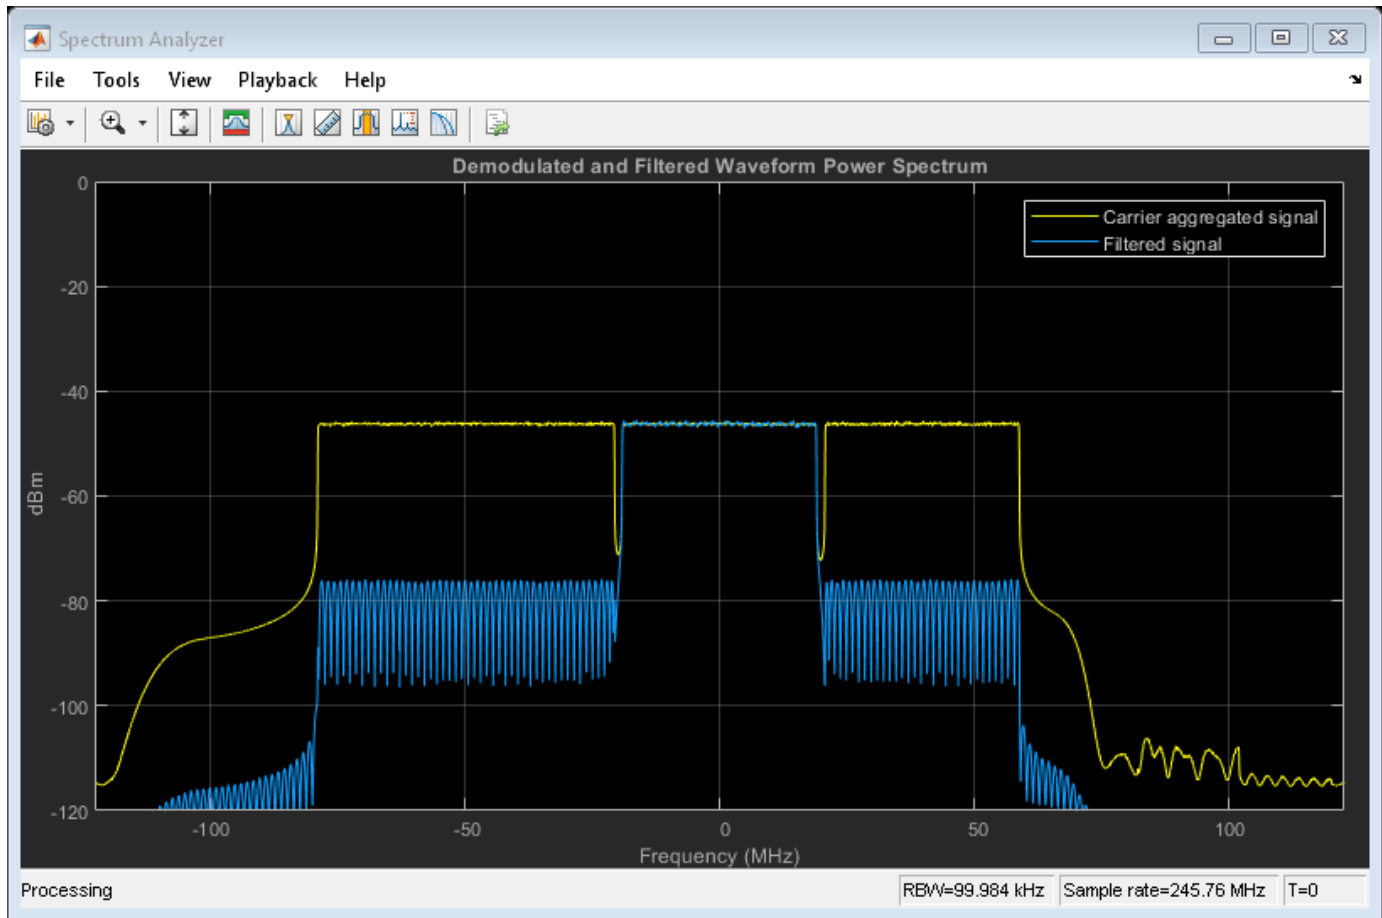 Spectrum Analyzer
File Tools View Playback Help
Demodulated and Filtered Waveform Power Spectrum
Carrier aggregated signal
Filtered signal
0
-20
-40
-60
-80
-100
-120
dBm
-100 -50 0 50 100
Frequency (MHz)
Processing RBW=99.984 kHz Sample rate=245.76 MHz T=0